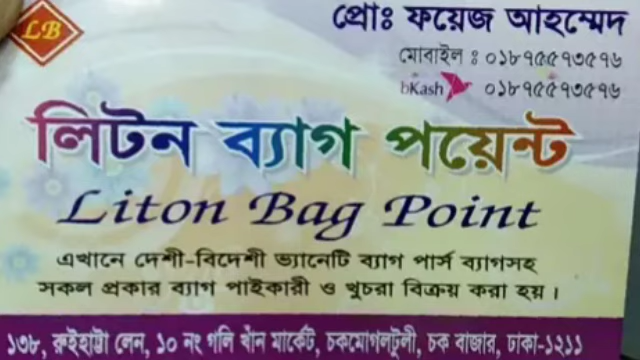 LB
প্রোঃ ফয়েজ আহম্মেদ
মোবাইল : ০১৮৭৫৫৭৩৫৭৬
bKash ০১৮৭৫৫৭৩৫৭৬
লিটন ব্যাগ পয়েন্ট
Liton Bag Point
এখানে দেশী-বিদেশী ভ্যানেটি ব্যাগ পার্স ব্যাগসহ
সকল প্রকার ব্যাগ পাইকারী ও খুচরা বিক্রয় করা হয়।
১৩৮, রুইহাট্টা লেন, ১০ নং গলি খাঁন মার্কেট, চকমোগলটুলী, চক বাজার, ঢাকা-১২১১